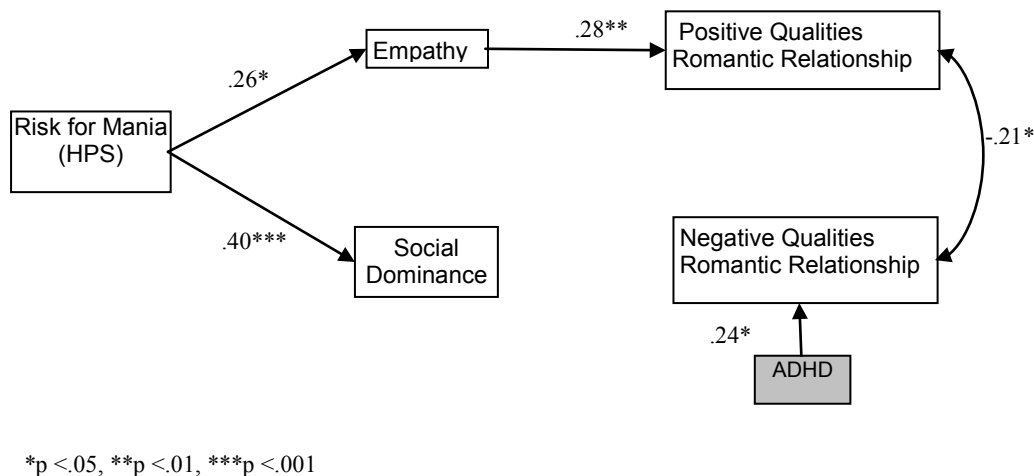 .28**
Positive Qualities
Romantic Relationship
Empathy
.26*
Risk for Mania
(HPS)
-.21*
.40***
Social
Dominance
Negative Qualities
Romantic Relationship
.24*
ADHD
*p <.05, **p <.01, ***p <.001